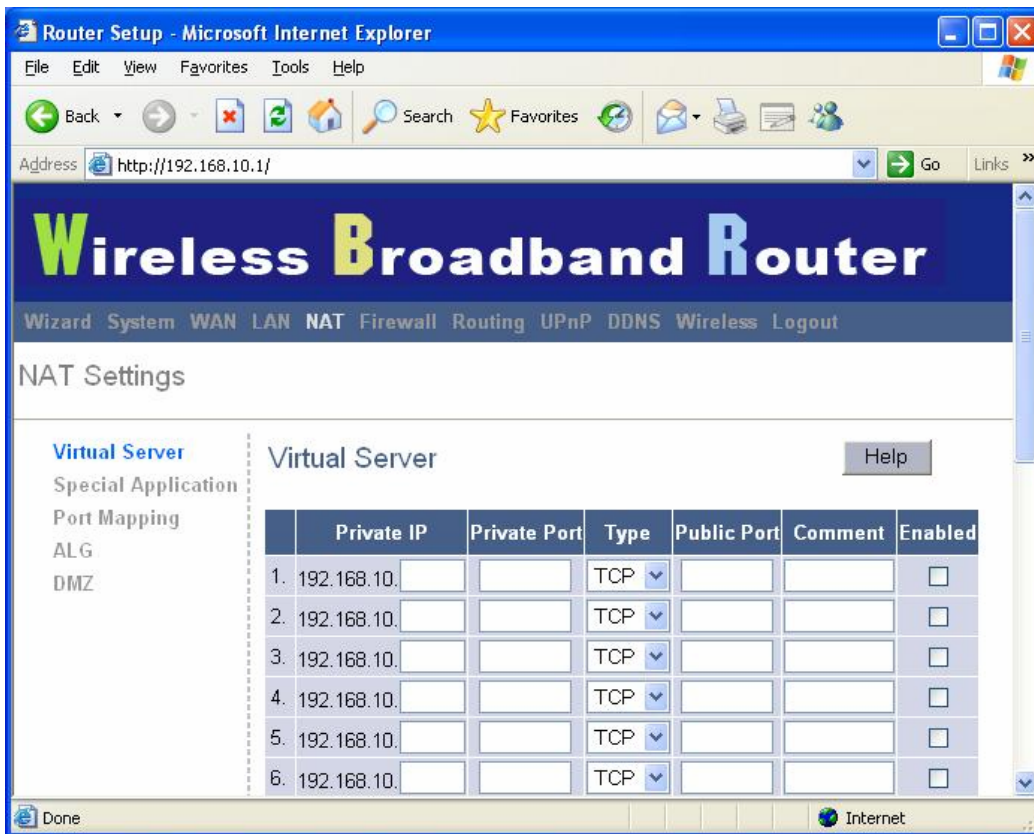 Router Setup - Microsoft Internet Explorer
File Edit View Favorites Tools Help
Back Search Favorites
Address http://192.168.10.1/ Go Links »
Wireless Broadband Router
Wizard System WAN LAN NAT Firewall Routing UPnP DDNS Wireless Logout
NAT Settings
Virtual Server
Special Application
Port Mapping
ALG
DMZ
Virtual Server Help
Private IP Private Port Type Public Port Comment Enabled
1. 192.168.10. TCP
2. 192.168.10. TCP
3. 192.168.10. TCP
4. 192.168.10. TCP
5. 192.168.10. TCP
6. 192.168.10. TCP
Done Internet